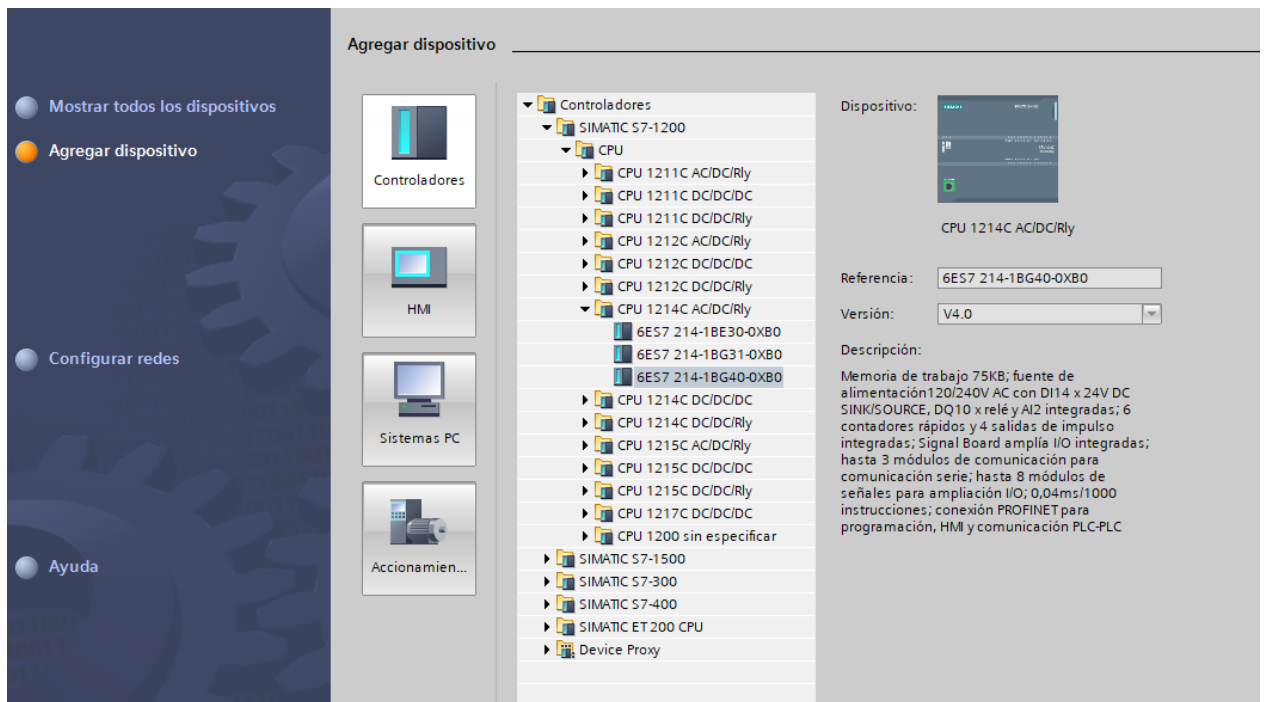 Agregar dispositivo
Mostrar todos los dispositivos
Agregar dispositivo
Configurar redes
Ayuda
Controladores
HMI
Sistemas PC
Accionamien...
Controladores
SIMATIC S7-1200
CPU
CPU 1211C AC/DC/Rly
CPU 1211C DC/DC/DC
CPU 1211C DC/DC/Rly
CPU 1212C AC/DC/Rly
CPU 1212C DC/DC/DC
CPU 1212C DC/DC/Rly
CPU 1214C AC/DC/Rly
6ES7 214-1BE30-0XB0
6ES7 214-1BG31-0XB0
6ES7 214-1BG40-0XB0
CPU 1214C DC/DC/DC
CPU 1214C DC/DC/Rly
CPU 1215C AC/DC/Rly
CPU 1215C DC/DC/DC
CPU 1215C DC/DC/Rly
CPU 1217C DC/DC/DC
CPU 1200 sin especificar
SIMATIC S7-1500
SIMATIC S7-300
SIMATIC S7-400
SIMATIC ET 200 CPU
Device Proxy
Dispositivo:
CPU 1214C AC/DC/Rly
Referencia: 6ES7 214-1BG40-0XB0
Versión: V4.0
Descripción:
Memoria de trabajo 75KB; fuente de
alimentación120/240V AC con DI14 x 24V DC
SINK/SOURCE, DQ10 x relé y AI2 integradas; 6
contadores rápidos y 4 salidas de impulso
integradas; Signal Board amplía I/O integradas;
hasta 3 módulos de comunicación para
comunicación serie; hasta 8 módulos de
señales para ampliación I/O; 0,04ms/1000
instrucciones; conexión PROFINET para
programación, HMI y comunicación PLC-PLC